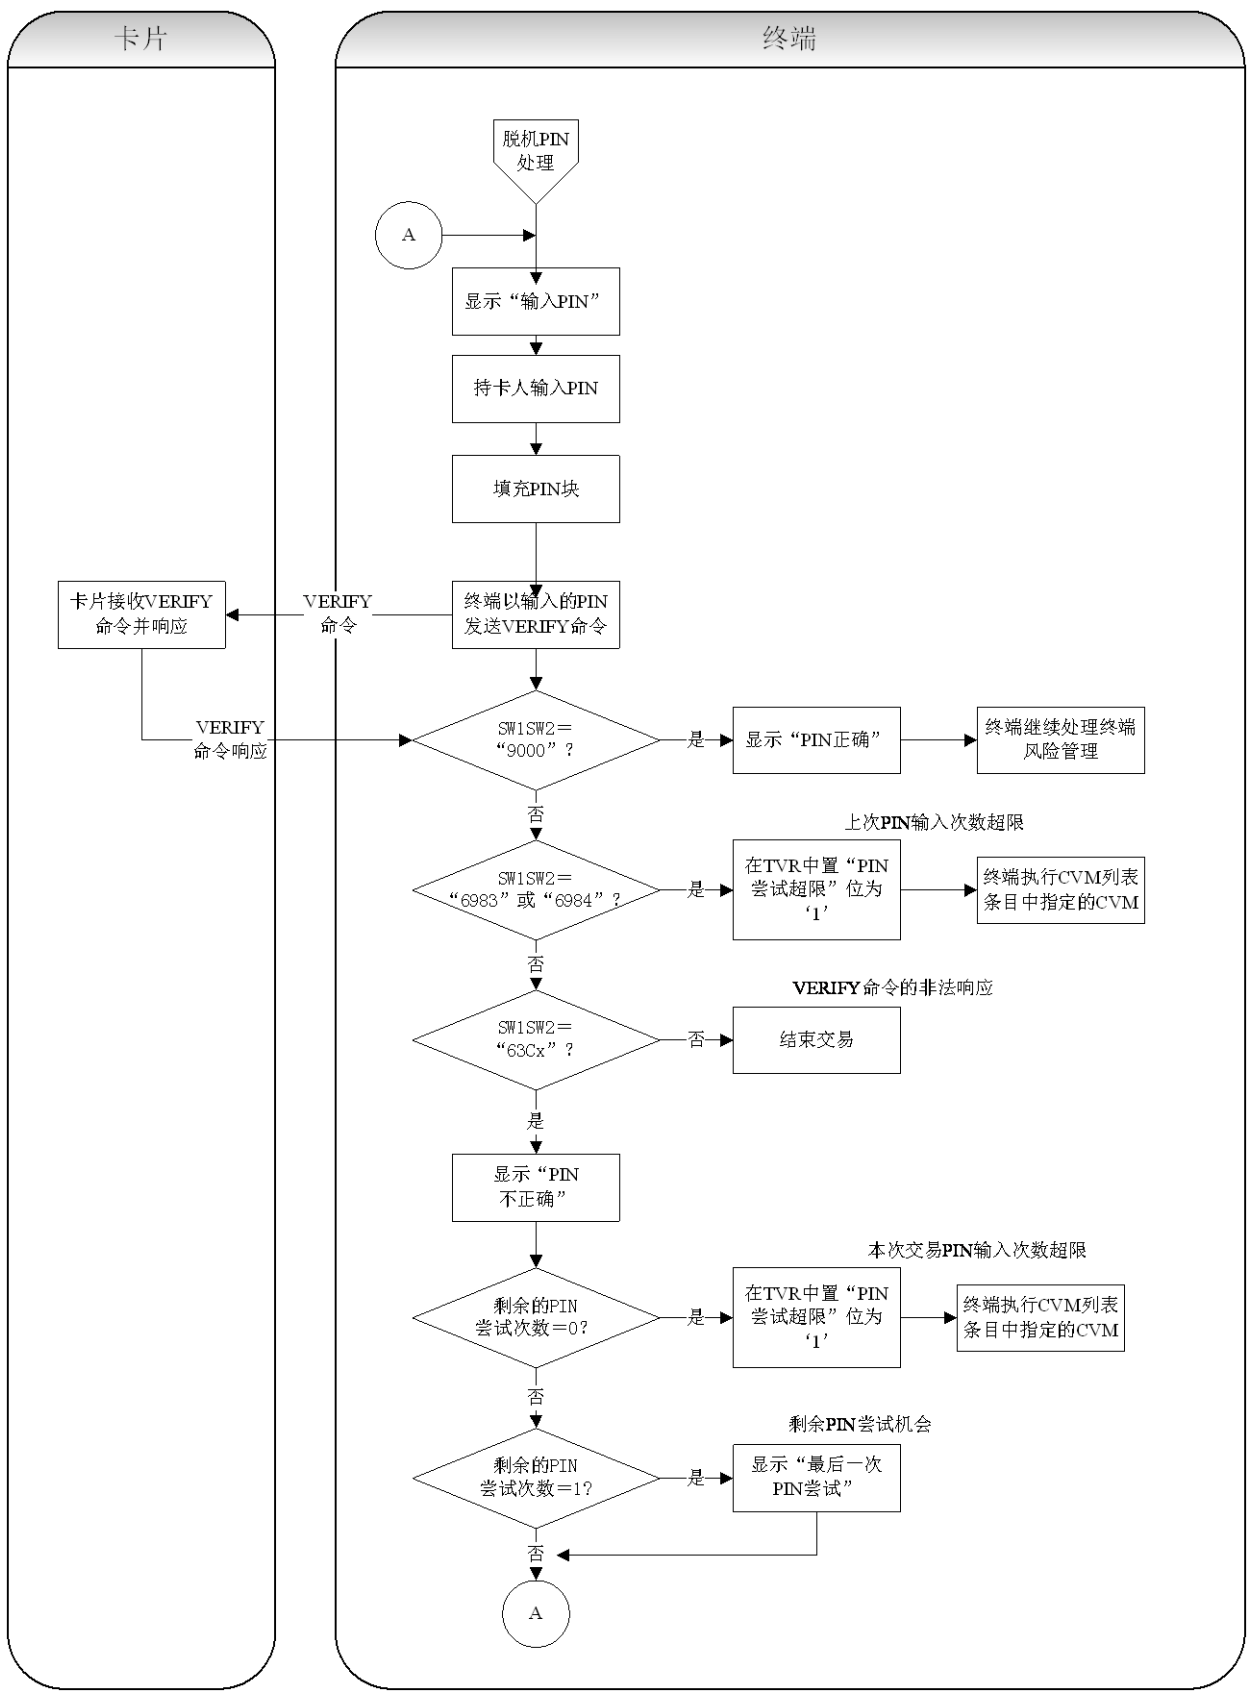 卡片
终端
脱机PIN
处理
A
显示“输入PIN”
持卡人输入PIN
填充PIN块
卡片接收VERIFY
命令并响应
VERIFY
命令
终端以输入的PIN
发送VERIFY命令
VERIFY
命令响应
SW1SW2＝
“9000”？
是
显示“PIN正确”
终端继续处理终端
风险管理
否
上次PIN输入次数超限
SW1SW2＝
“6983”或“6984”？
是
在TVR中置“PIN
尝试超限”位为
‘1’
终端执行CVM列表
条目中指定的CVM
否
VERIFY命令的非法响应
SW1SW2＝
“63Cx”？
否
结束交易
是
显示“PIN
不正确”
本次交易PIN输入次数超限
剩余的PIN
尝试次数＝0？
是
在TVR中置“PIN
尝试超限”位为
‘1’
终端执行CVM列表
条目中指定的CVM
否
剩余PIN尝试机会
剩余的PIN
尝试次数＝1？
是
显示“最后一次
PIN尝试”
否
A